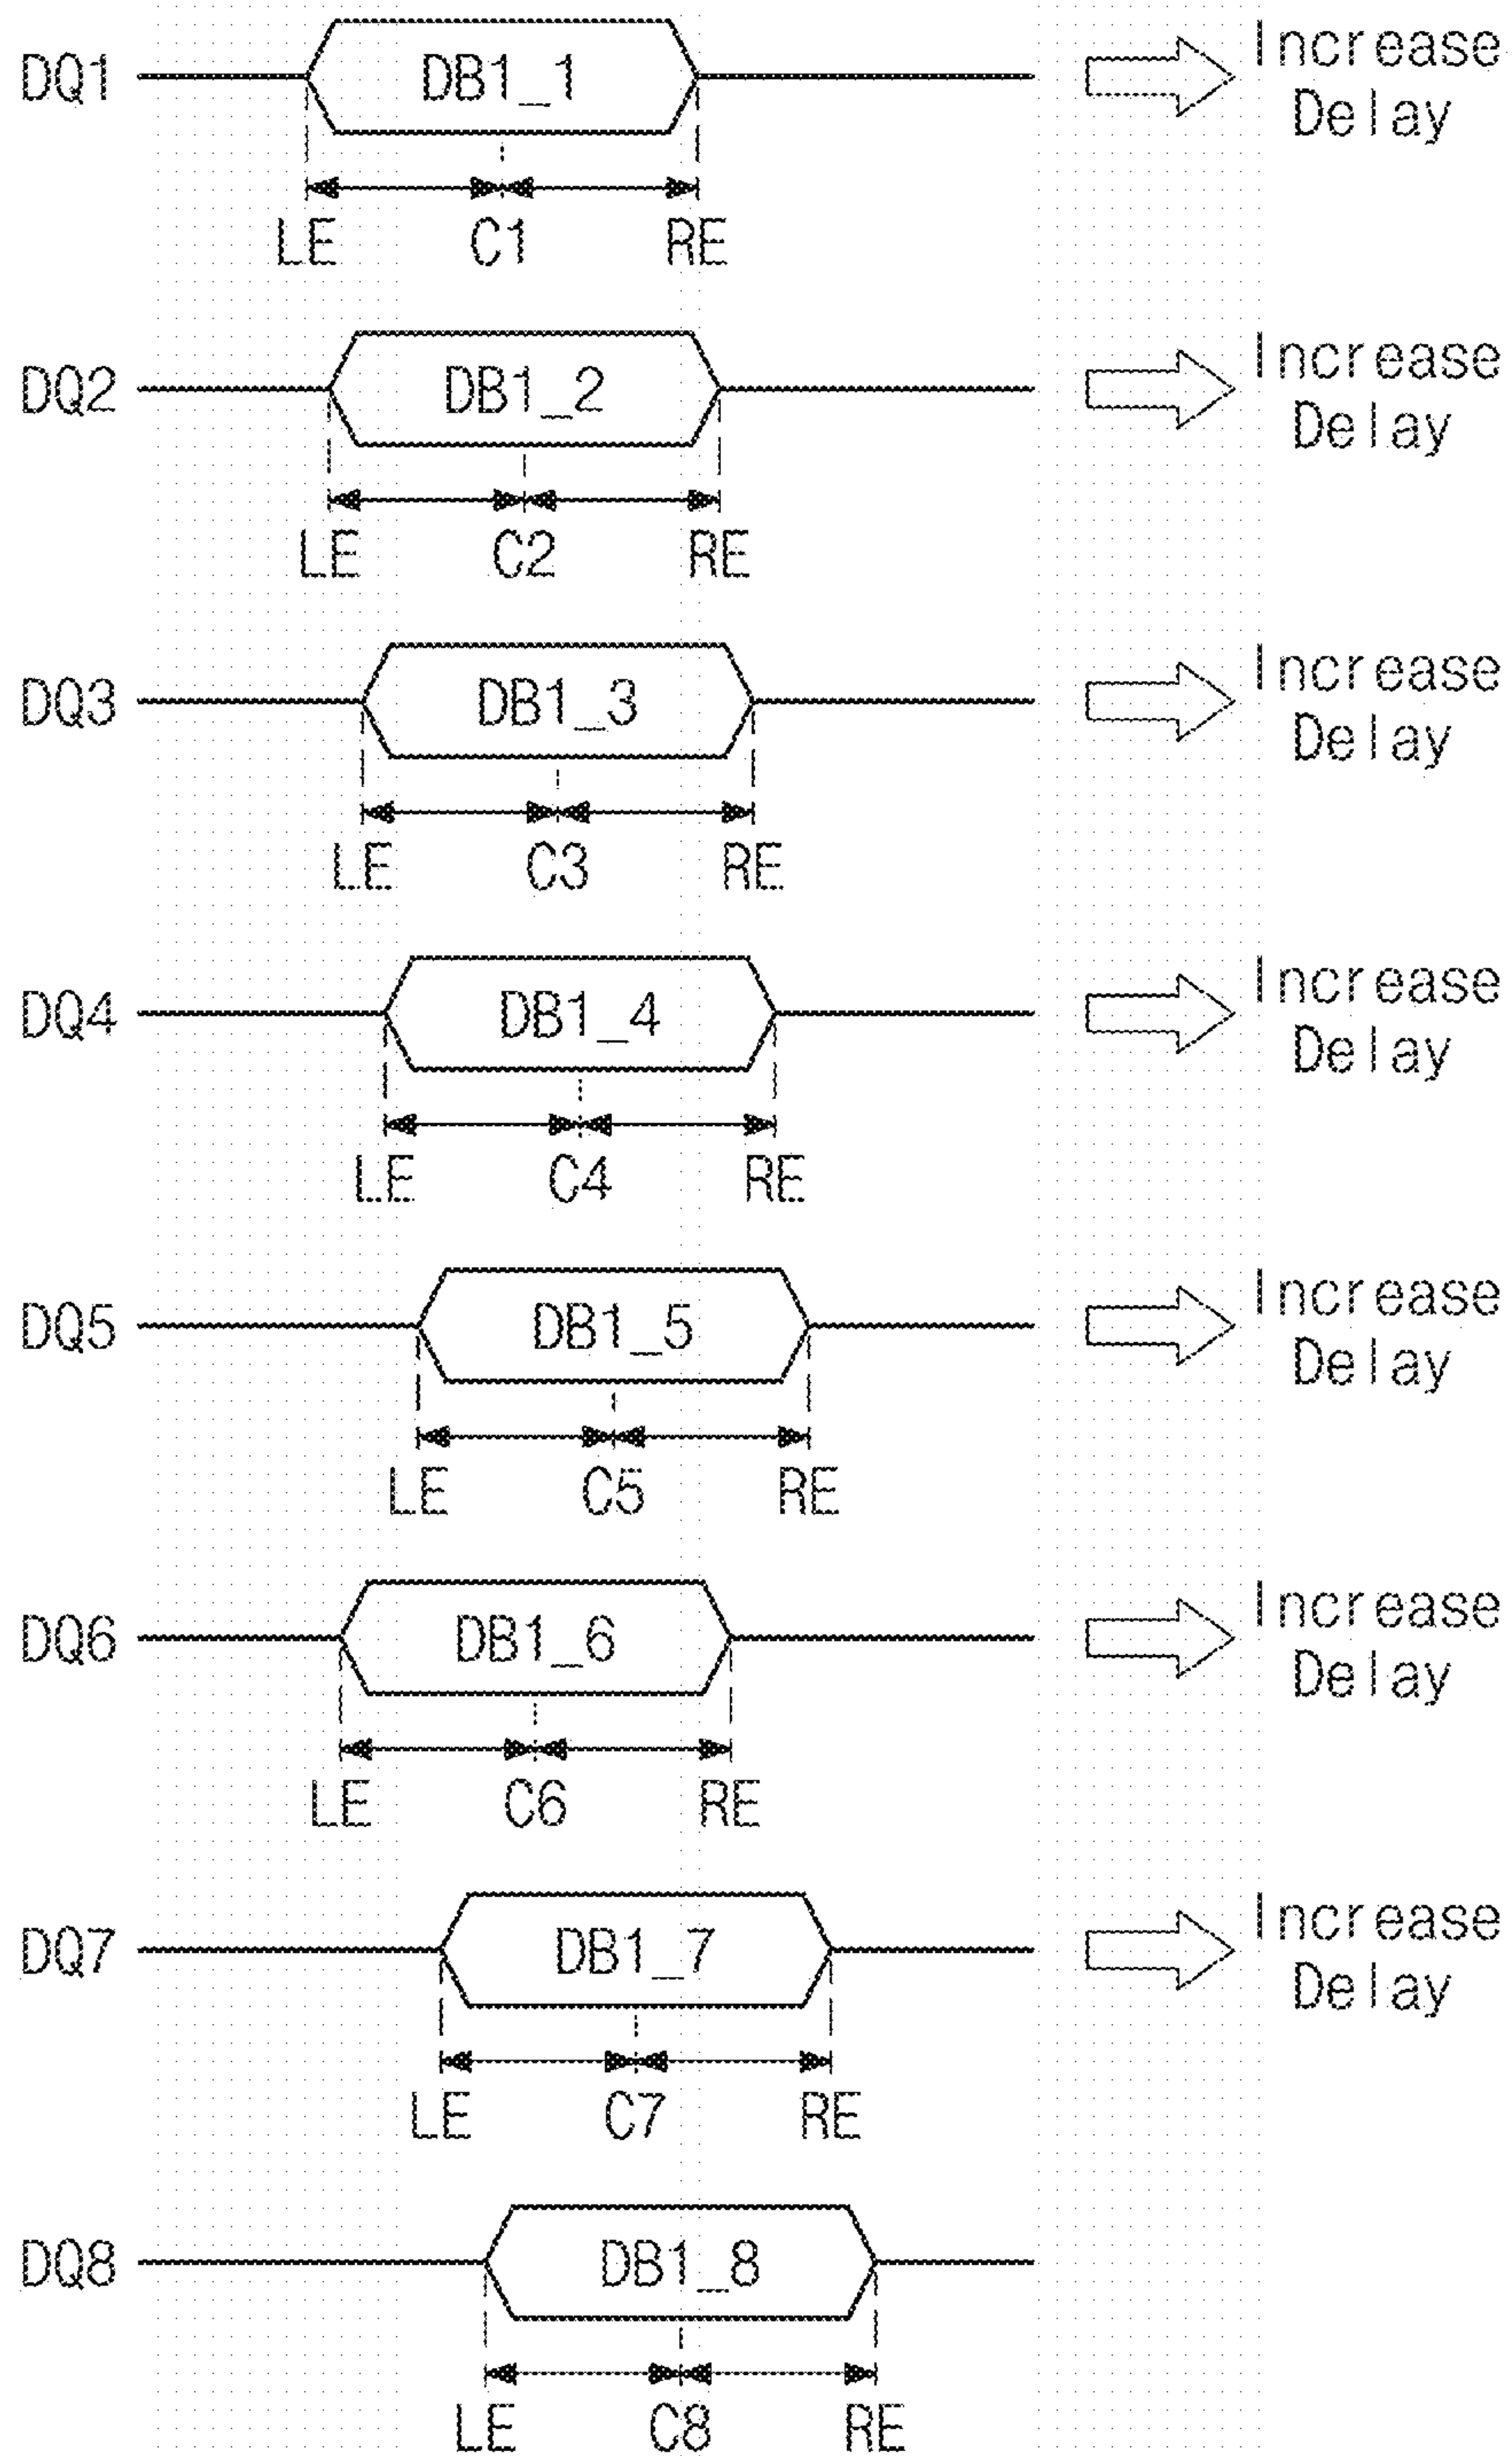 DQ1 DB1_1 Increase
Delay
LE C1 RE
DQ2 DB1_2 Increase
Delay
LE C2 RE
DQ3 DB1_3 Increase
Delay
LE C3 RE
DQ4 DB1_4 Increase
Delay
LE C4 RE
DQ5 DB1_5 Increase
Delay
LE C5 RE
DQ6 DB1_6 Increase
Delay
LE C6 RE
DQ7 DB1_7 Increase
Delay
LE C7 RE
DQ8 DB1_8
LE C8 RE